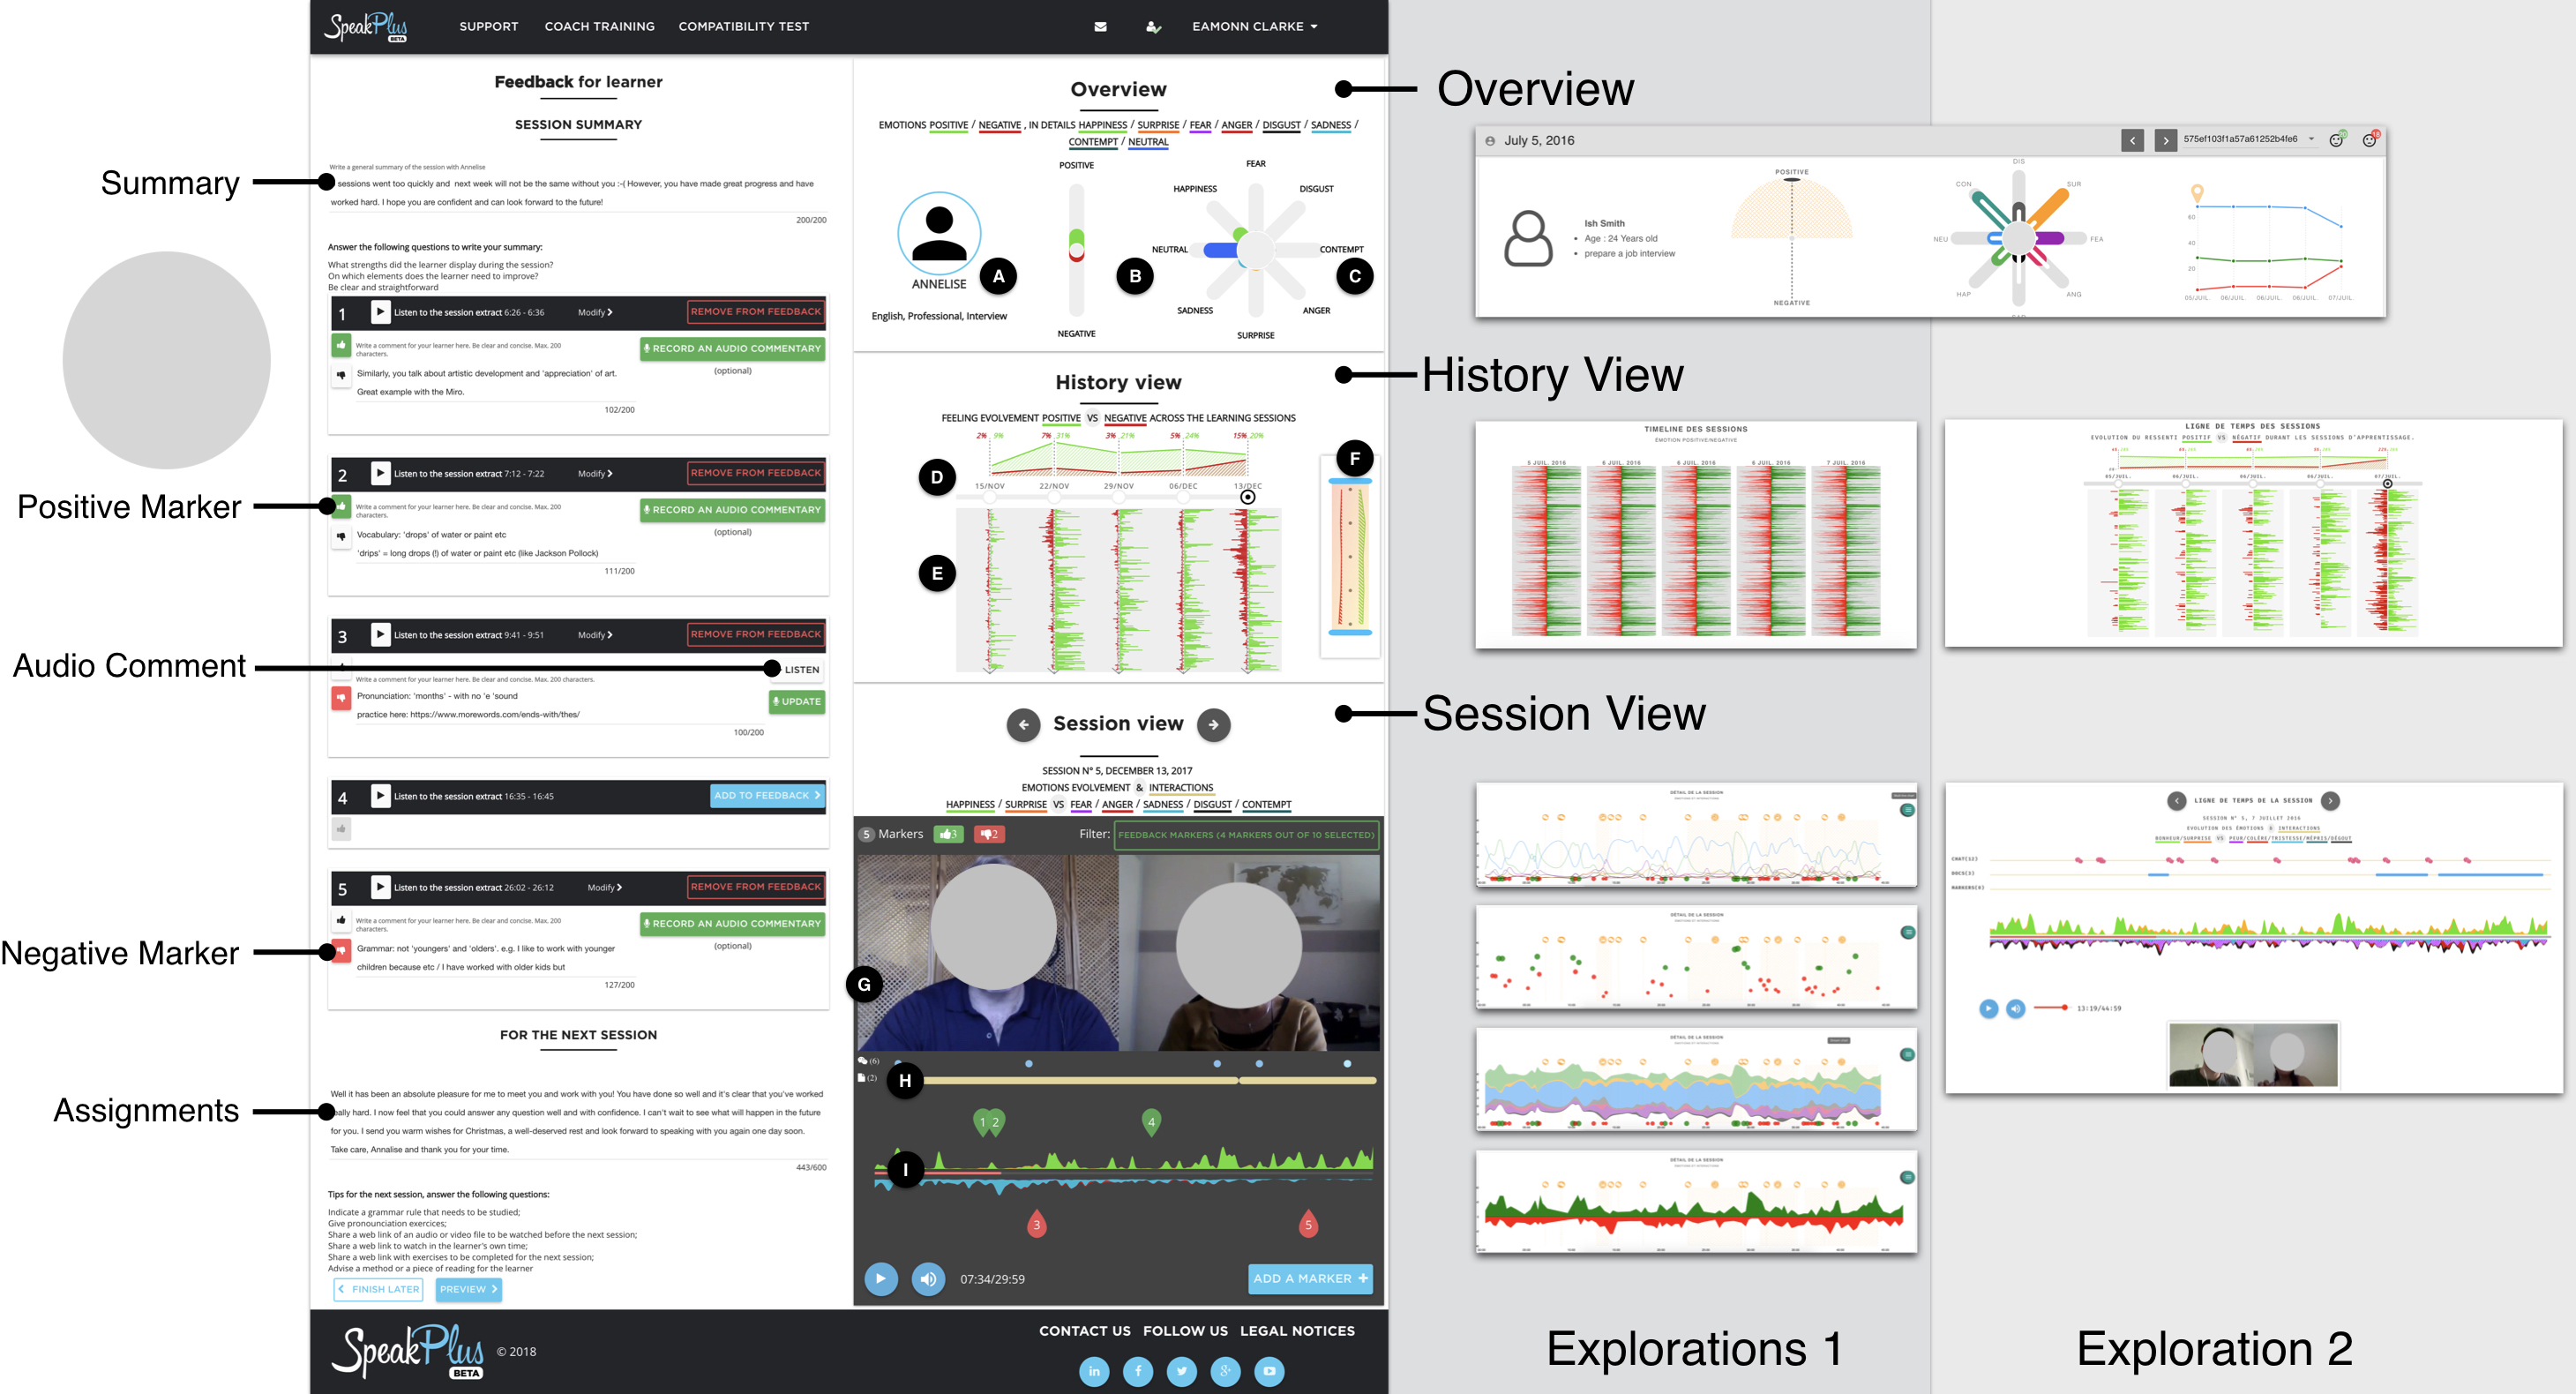 SpeakPlus
BETA
SUPPORT
COACH TRAINING
COMPATIBILITY TEST
EAMONN CLARKE
Feedback for learner
SESSION SUMMARY
Write a general summary of the session with Annelise
sessions went too quickly and next week will not be the same without you :-( However, you have made great progress and have
worked hard. I hope you are confident and can look forward to the future!
200/200
Answer the following questions to write your summary:
What strengths did the learner display during the session?
On which elements does the learner need to improve?
Be clear and straightforward
1 Listen to the session extract 6:26 - 6:36 Modify REMOVE FROM FEEDBACK
Write a comment for your learner here. Be clear and concise. Max. 200
characters.
RECORD AN AUDIO COMMENTARY
(optional)
Similarly, you talk about artistic development and 'appreciation' of art.
Great example with the Miro.
102/200
2 Listen to the session extract 7:12 - 7:22 Modify REMOVE FROM FEEDBACK
Write a comment for your learner here. Be clear and concise. Max. 200
characters.
RECORD AN AUDIO COMMENTARY
(optional)
Vocabulary: 'drops' of water or paint etc
'drips' = long drops (!) of water or paint etc (like Jackson Pollock)
111/200
3 Listen to the session extract 9:41 - 9:51 Modify REMOVE FROM FEEDBACK
LISTEN
Write a comment for your learner here. Be clear and concise. Max. 200 characters.
Pronunciation: 'months' - with no 'e 'sound
UPDATE
practice here: https://www.morewords.com/ends-with/thes/
100/200
4 Listen to the session extract 16:35 - 16:45 ADD TO FEEDBACK
5 Listen to the session extract 26:02 - 26:12 Modify REMOVE FROM FEEDBACK
Write a comment for your learner here. Be clear and concise. Max. 200
characters.
RECORD AN AUDIO COMMENTARY
(optional)
Grammar: not 'youngers' and 'olders'. e.g. I like to work with younger
children because etc / I have worked with older kids but
127/200
FOR THE NEXT SESSION
Well it has been an absolute pleasure for me to meet you and work with you! You have done so well and it's clear that you've worked
really hard. I now feel that you could answer any question well and with confidence. I can't wait to see what will happen in the future
for you. I send you warm wishes for Christmas, a well-deserved rest and look forward to speaking with you again one day soon.
Take care, Annalise and thank you for your time.
443/600
Tips for the next session, answer the following questions:
Indicate a grammar rule that needs to be studied;
Give pronounciation exercices;
Share a web link of an audio or video file to be watched before the next session;
Share a web link to watch in the learner's own time;
Share a web link with exercises to be completed for the next session;
Advise a method or a piece of reading for the learner
FINISH LATER
PREVIEW
Summary
Positive Marker
Audio Comment
Negative Marker
Assignments
Overview
EMOTIONS POSITIVE / NEGATIVE , IN DETAILS HAPPINESS / SURPRISE / FEAR / ANGER / DISGUST / SADNESS /
CONTEMPT / NEUTRAL
POSITIVE
FEAR
HAPPINESS
DISGUST
NEUTRAL
CONTEMPT
A
B
C
ANNELISE
SADNESS
ANGER
English, Professional, Interview
NEGATIVE
SURPRISE
History view
FEELING EVOLVEMENT POSITIVE VS NEGATIVE ACROSS THE LEARNING SESSIONS
2% 9% 7% 31% 3% 21% 5% 24% 15% 20%
D
F
15/NOV 22/NOV 29/NOV 06/DEC 13/DEC
E
Session view
SESSION N° 5, DECEMBER 13, 2017
EMOTIONS EVOLVEMENT & INTERACTIONS
HAPPINESS / SURPRISE VS FEAR / ANGER / SADNESS / DISGUST / CONTEMPT
5 Markers 3 2 Filter: FEEDBACK MARKERS (4 MARKERS OUT OF 10 SELECTED)
G
(6)
(2)
H
1 2 4
I
3 5
07:34/29:59
ADD A MARKER +
SpeakPlus
BETA
© 2018
CONTACT US FOLLOW US LEGAL NOTICES
Overview
July 5, 2016
575ef103f1a57a61252b4fe6
Ish Smith
Age : 24 Years old
prepare a job interview
POSITIVE
NEGATIVE
DIS
CON
SUR
NEU
FEA
HAP
ANG
60
40
20
05/JUIL. 06/JUIL. 06/JUIL. 06/JUIL. 07/JUIL.
History View
TIMELINE DES SESSIONS
EMOTION POSITIVE/NEGATIVE
5 JUIL. 2016 6 JUIL. 2016 6 JUIL. 2016 6 JUIL. 2016 7 JUIL. 2016
LIGNE DE TEMPS DES SESSIONS
EVOLUTION DU RESSENTI POSITIF VS NÉGATIF DURANT LES SESSIONS D'APPRENTISSAGE.
05/JUIL. 06/JUIL. 06/JUIL. 06/JUIL. 07/JUIL.
Session View
DÉTAIL DE LA SESSION
DÉTAIL DE LA SESSION
DÉTAIL DE LA SESSION
DÉTAIL DE LA SESSION
LIGNE DE TEMPS DE LA SESSION
SESSION N° 5, 7 JUILLET 2016
EVOLUTION DES ÉMOTIONS & INTERACTIONS
BONHEUR/SURPRISE VS PEUR/COLÈRE/TRISTESSE/MÉPRIS/DÉGOUT
CHAT(12)
DOCS(3)
MARKERS(0)
13:19/44:59
Explorations 1
Exploration 2